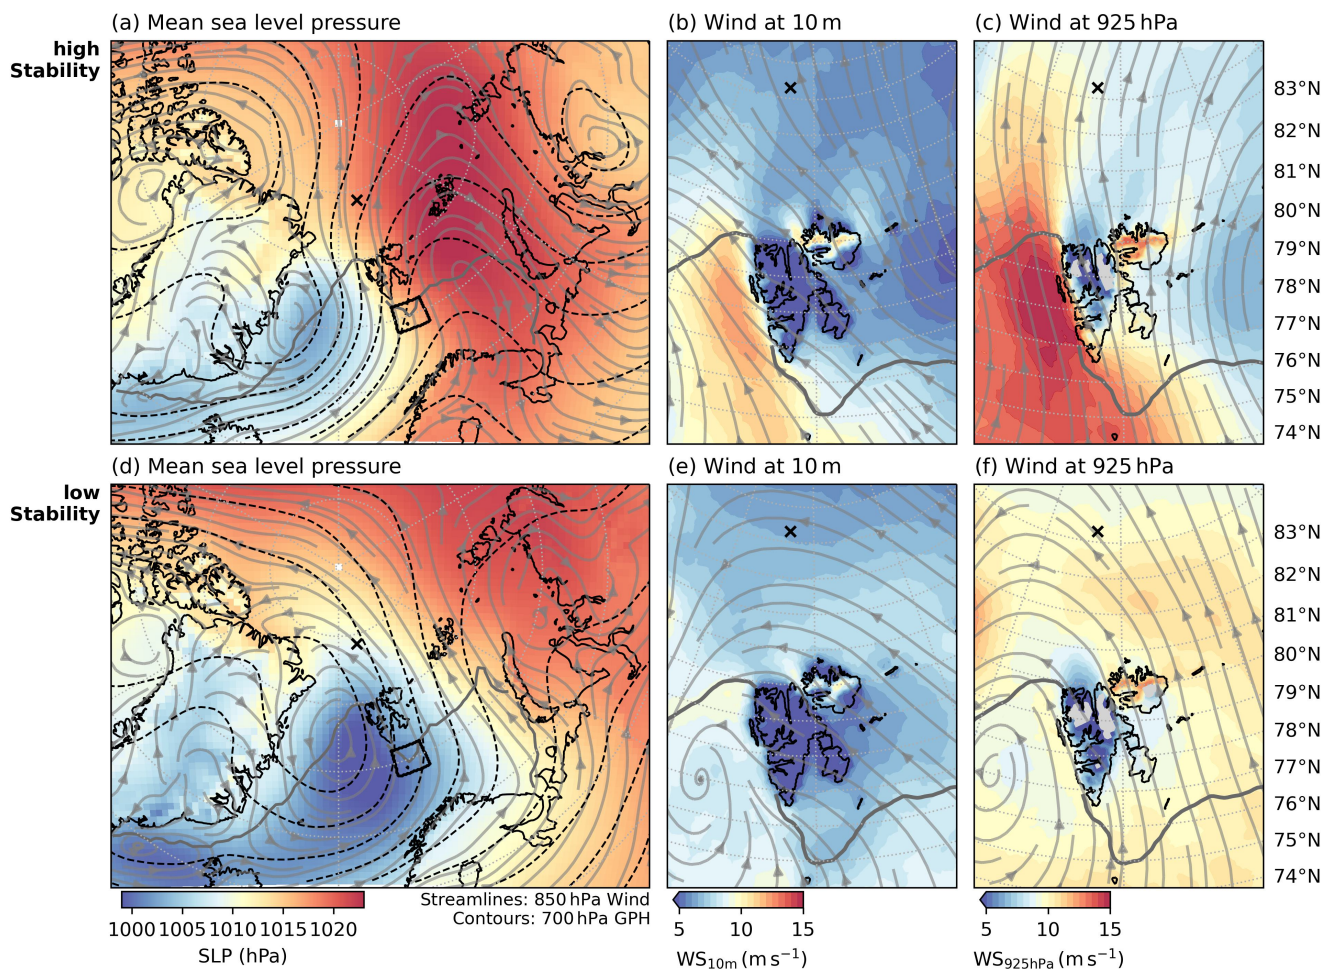 (a) Mean sea level pressure
(b) Wind at 10 m
(c) Wind at 925 hPa
high
Stability
83°N
82°N
81°N
80°N
79°N
78°N
77°N
76°N
75°N
74°N
(d) Mean sea level pressure
(e) Wind at 10 m
(f) Wind at 925 hPa
low
Stability
83°N
82°N
81°N
80°N
79°N
78°N
77°N
76°N
75°N
74°N
Streamlines: 850 hPa Wind
Contours: 700 hPa GPH
1000 1005 1010 1015 1020
SLP (hPa)
5 10 15
WS10m (m s⁻¹)
5 10 15
WS925hPa (m s⁻¹)